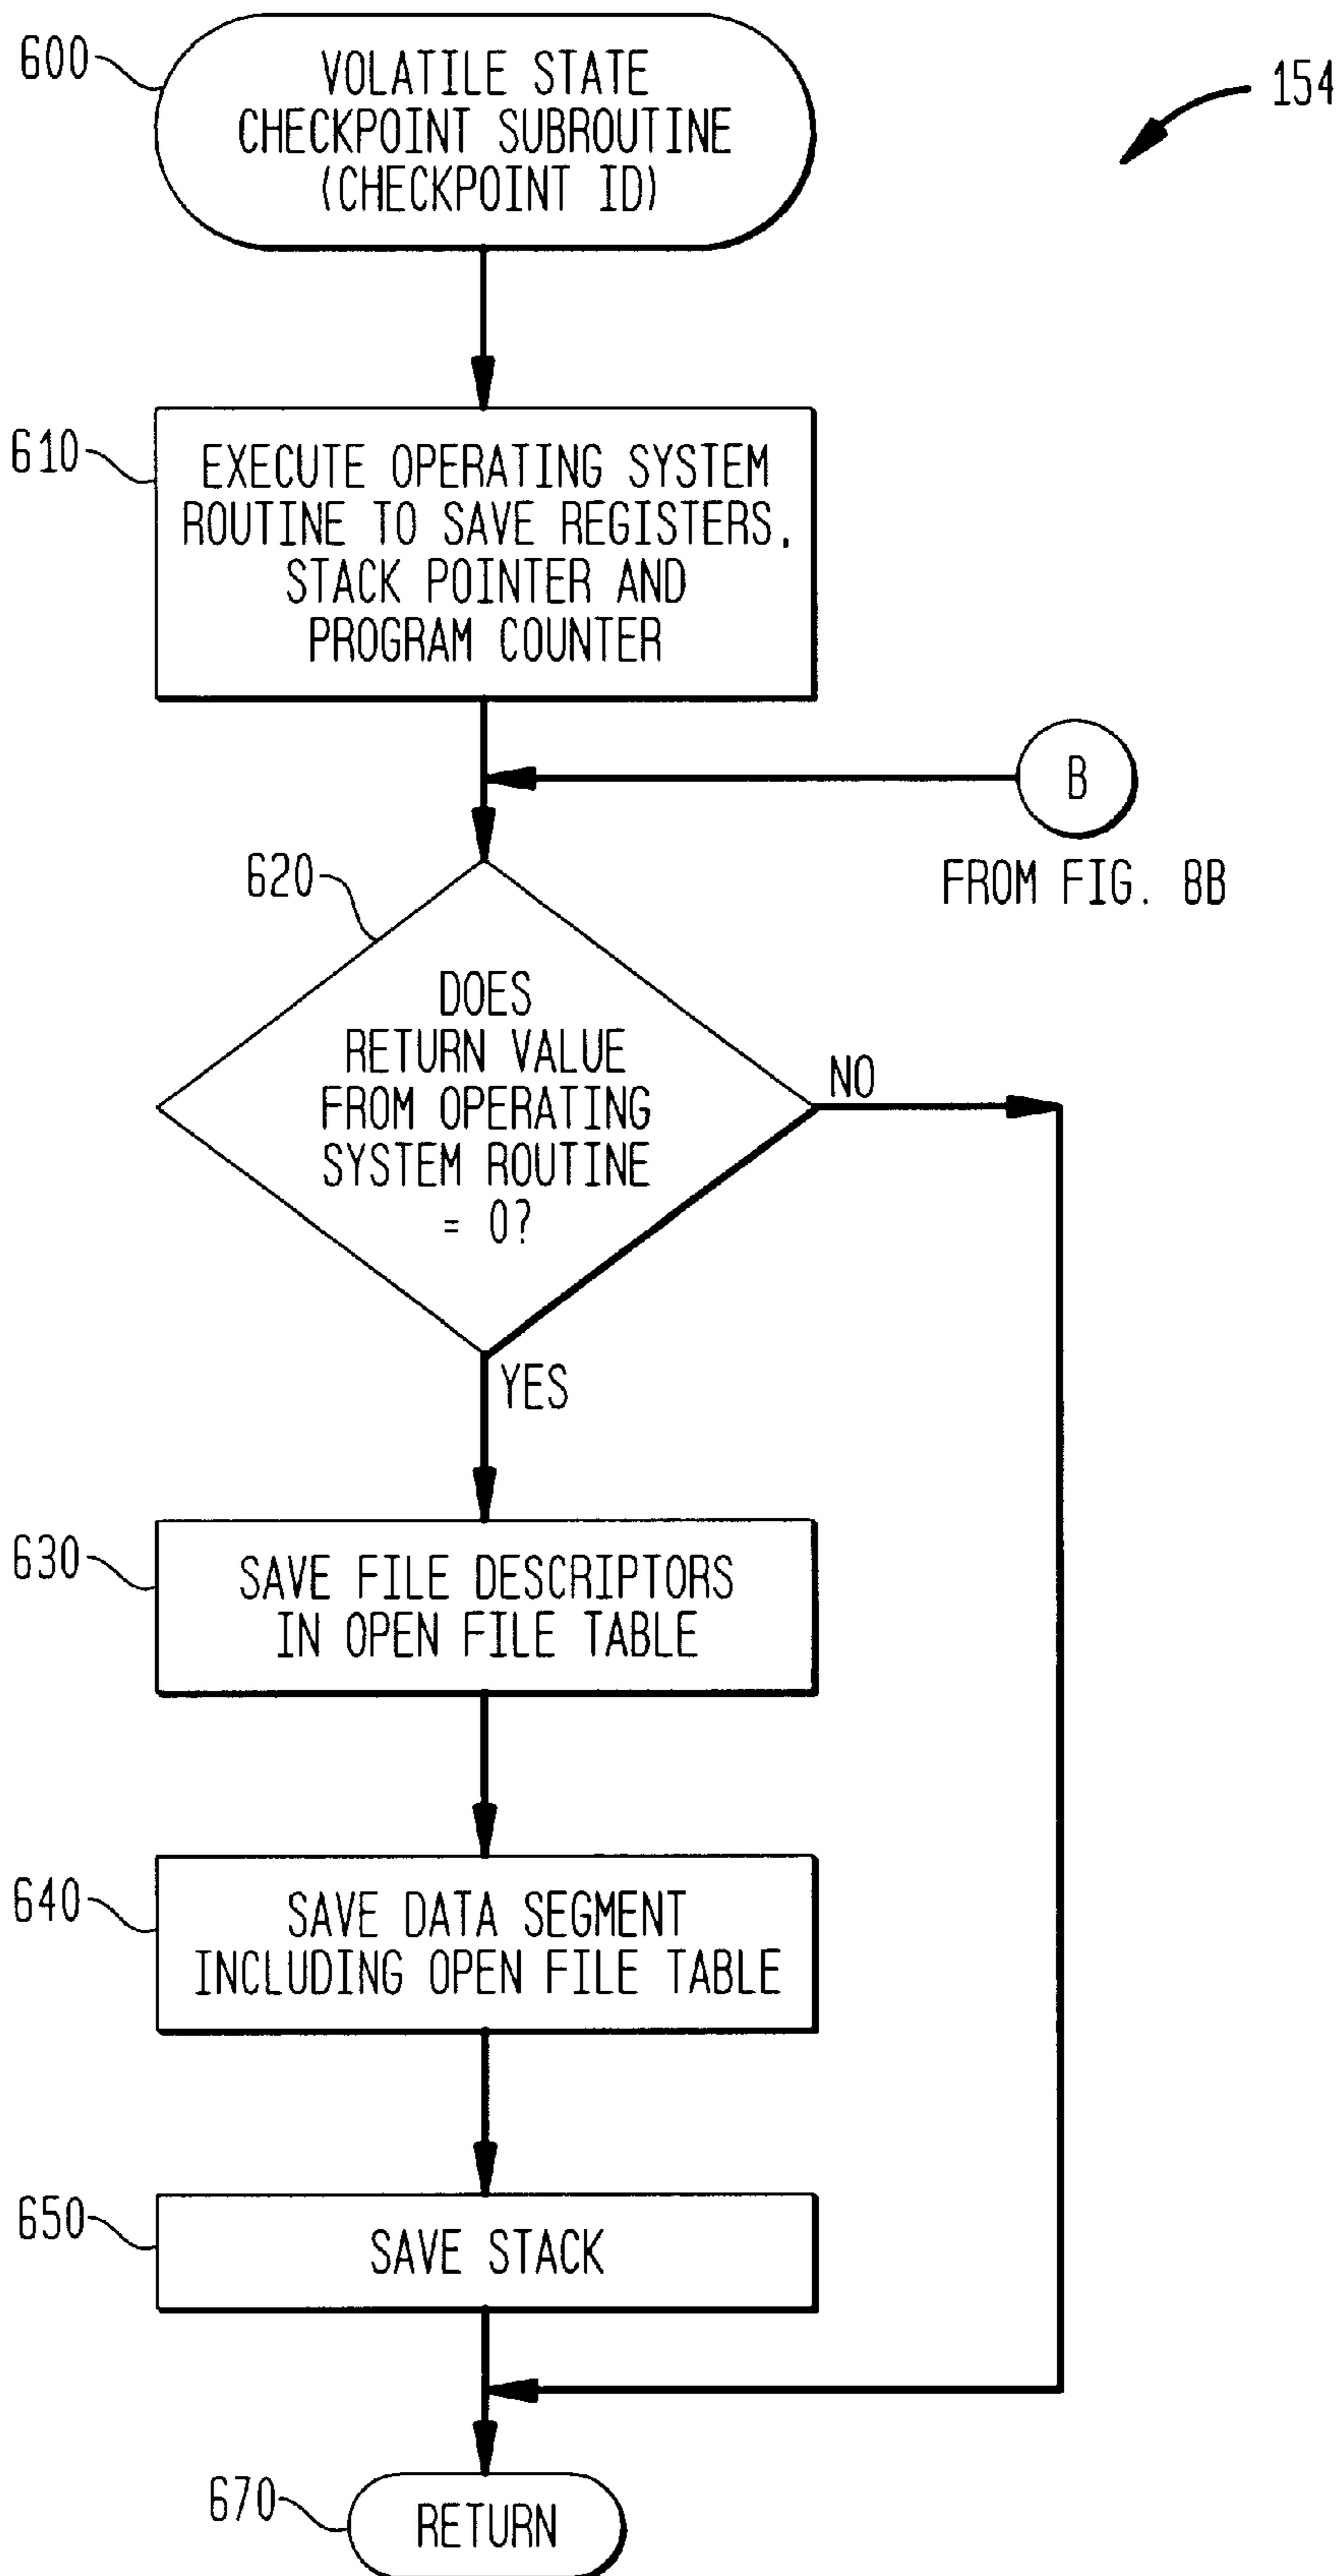 600
VOLATILE STATE
CHECKPOINT SUBROUTINE
(CHECKPOINT ID)
154
610
EXECUTE OPERATING SYSTEM
ROUTINE TO SAVE REGISTERS,
STACK POINTER AND
PROGRAM COUNTER
B
FROM FIG. 8B
620
DOES
RETURN VALUE
FROM OPERATING
SYSTEM ROUTINE
= 0?
NO
YES
630
SAVE FILE DESCRIPTORS
IN OPEN FILE TABLE
640
SAVE DATA SEGMENT
INCLUDING OPEN FILE TABLE
650
SAVE STACK
670
RETURN